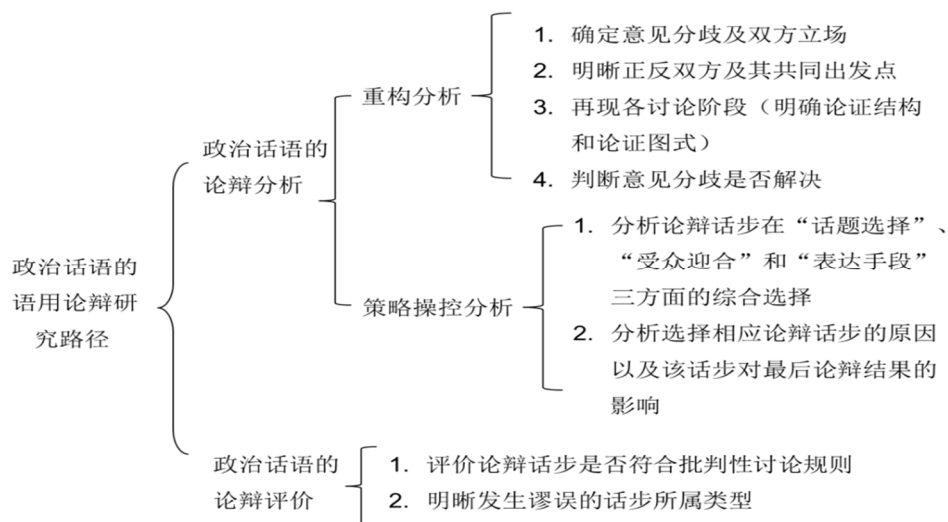 政治话语的
语用论辩研
究路径
政治话语的
论辩分析
重构分析
1. 确定意见分歧及双方立场
2. 明晰正反双方及其共同出发点
3. 再现各讨论阶段（明确论证结构
和论证图式）
4. 判断意见分歧是否解决
策略操控分析
1. 分析论辩话步在“话题选择”、
“受众迎合”和“表达手段”
三方面的综合选择
2. 分析选择相应论辩话步的原因
以及该话步对最后论辩结果的
影响
政治话语的
论辩评价
1. 评价论辩话步是否符合批判性讨论规则
2. 明晰发生谬误的话步所属类型